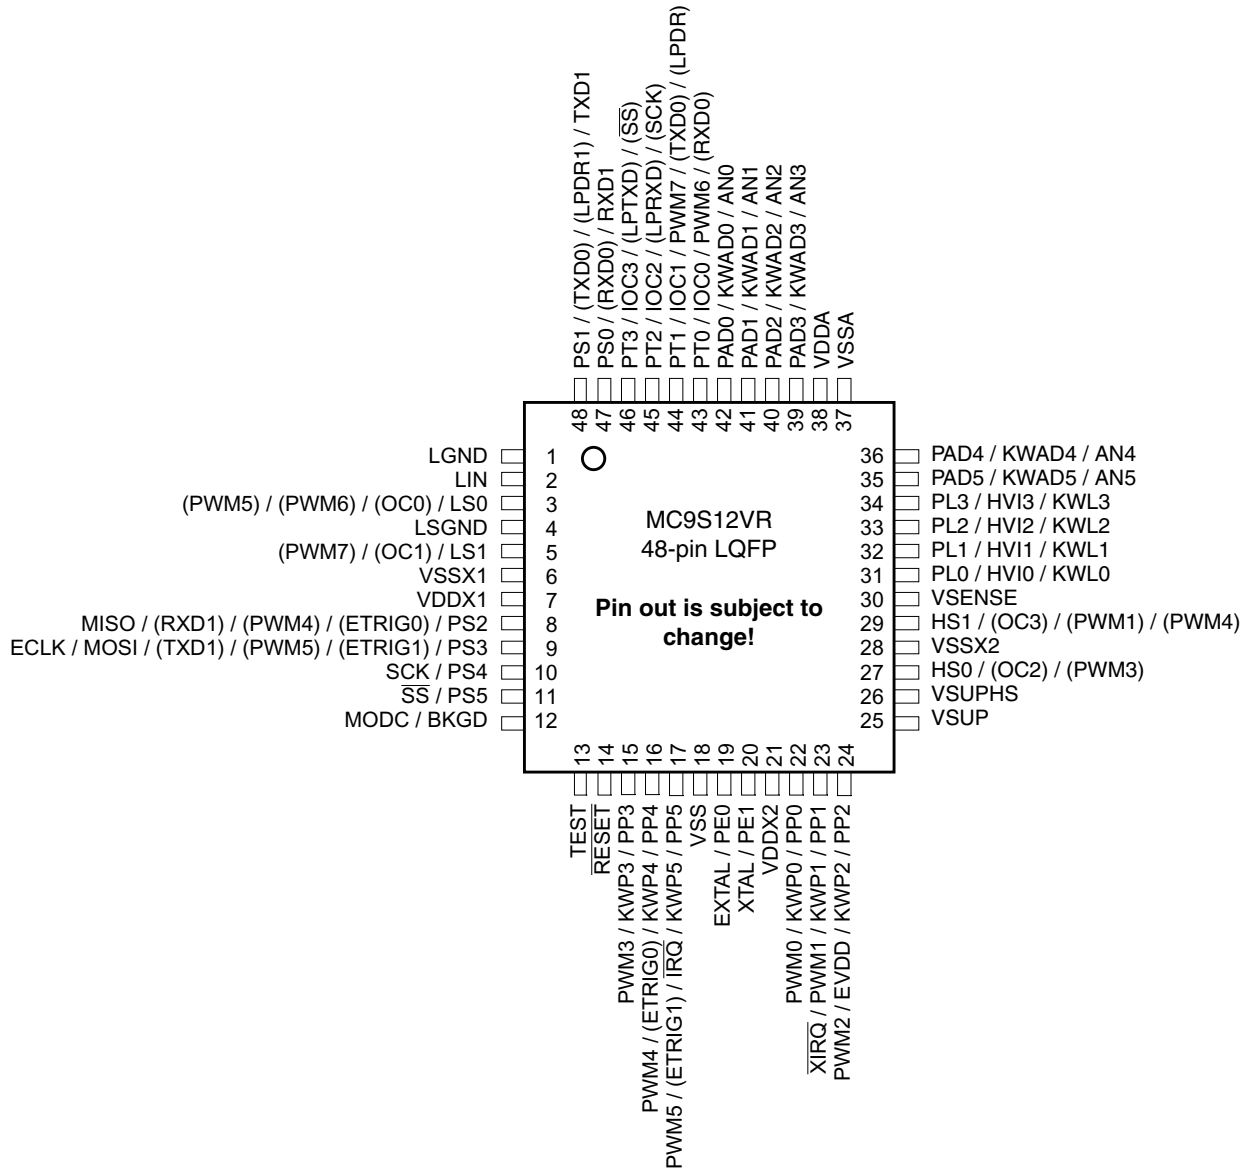 PS1 / (TXD0) / (LPDR1) / TXD1
PS0 / (RXD0) / RXD1
PT3 / IOC3 / (LPTXD) / (S̅S̅)
PT2 / IOC2 / (LPRXD) / (SCK)
PT1 / IOC1 / PWM7 / (TXD0) / (LPDR)
PT0 / IOC0 / PWM6 / (RXD0)
PAD0 / KWAD0 / AN0
PAD1 / KWAD1 / AN1
PAD2 / KWAD2 / AN2
PAD3 / KWAD3 / AN3
VDDA
VSSA
48
47
46
45
44
43
42
41
40
39
38
37
LGND 1
LIN 2
(PWM5) / (PWM6) / (OC0) / LS0 3
LSGND 4
(PWM7) / (OC1) / LS1 5
VSSX1 6
VDDX1 7
MISO / (RXD1) / (PWM4) / (ETRIG0) / PS2 8
ECLK / MOSI / (TXD1) / (PWM5) / (ETRIG1) / PS3 9
SCK / PS4 10
S̅S̅ / PS5 11
MODC / BKGD 12
MC9S12VR
48-pin LQFP
Pin out is subject to
change!
36 PAD4 / KWAD4 / AN4
35 PAD5 / KWAD5 / AN5
34 PL3 / HVI3 / KWL3
33 PL2 / HVI2 / KWL2
32 PL1 / HVI1 / KWL1
31 PL0 / HVI0 / KWL0
30 VSENSE
29 HS1 / (OC3) / (PWM1) / (PWM4)
28 VSSX2
27 HS0 / (OC2) / (PWM3)
26 VSUPHS
25 VSUP
13
14
15
16
17
18
19
20
21
22
23
24
TEST
R̅E̅S̅E̅T̅
PWM3 / KWP3 / PP3
PWM4 / (ETRIG0) / KWP4 / PP4
PWM5 / (ETRIG1) / I̅R̅Q̅ / KWP5 / PP5
VSS
EXTAL / PE0
XTAL / PE1
VDDX2
PWM0 / KWP0 / PP0
X̅I̅R̅Q̅ / PWM1 / KWP1 / PP1
PWM2 / EVDD / KWP2 / PP2